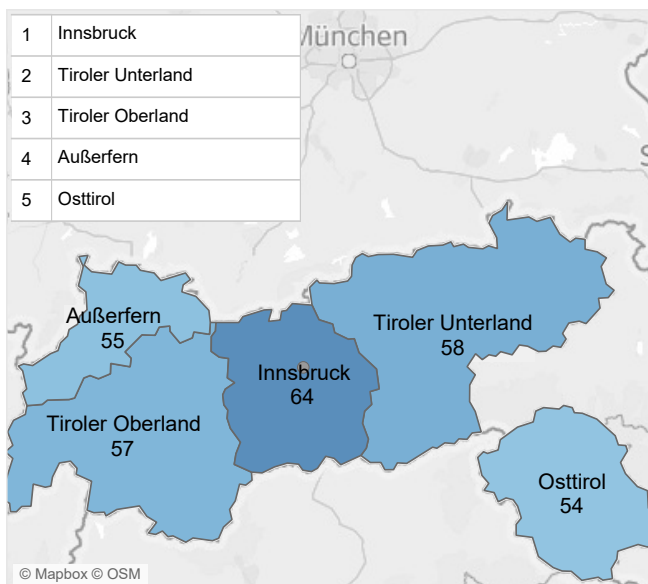 1 Innsbruck
2 Tiroler Unterland
3 Tiroler Oberland
4 Außerfern
5 Osttirol
München
Außerfern
55
Tiroler Unterland
58
Innsbruck
64
Tiroler Oberland
57
Osttirol
54
© Mapbox © OSM